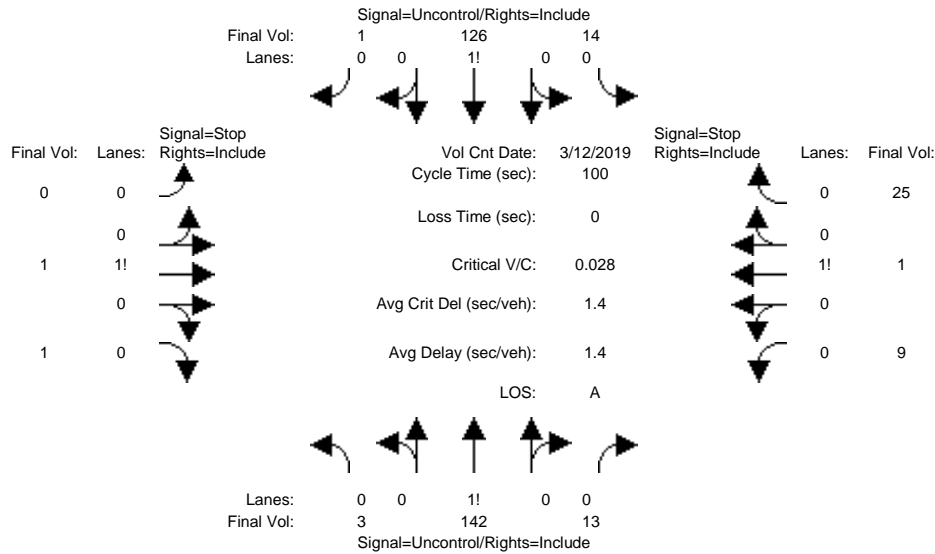 Signal=Uncontrol/Rights=Include
Final Vol: 1 126 14
Lanes: 0 0 1! 0 0
Signal=Stop Signal=Stop
Final Vol: Lanes: Rights=Include Vol Cnt Date: 3/12/2019 Rights=Include Lanes: Final Vol:
Cycle Time (sec): 100
0 0 0 25
Loss Time (sec): 0
0 0
1 1! Critical V/C: 0.028 1! 1
0 Avg Crit Del (sec/veh): 1.4 0
1 0 Avg Delay (sec/veh): 1.4 0 9
LOS: A
Lanes: 0 0 1! 0 0
Final Vol: 3 142 13
Signal=Uncontrol/Rights=Include